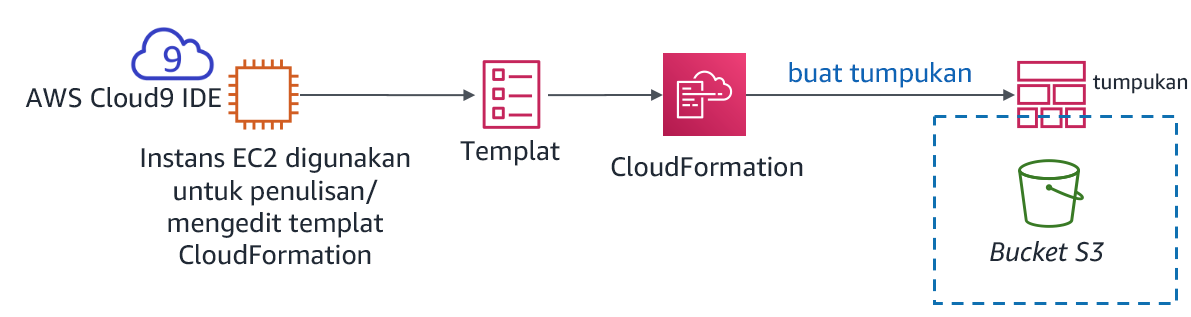 9
AWS Cloud9 IDE
Instans EC2 digunakan
untuk penulisan/
mengedit templat
CloudFormation
Templat
CloudFormation
buat tumpukan
tumpukan
Bucket S3